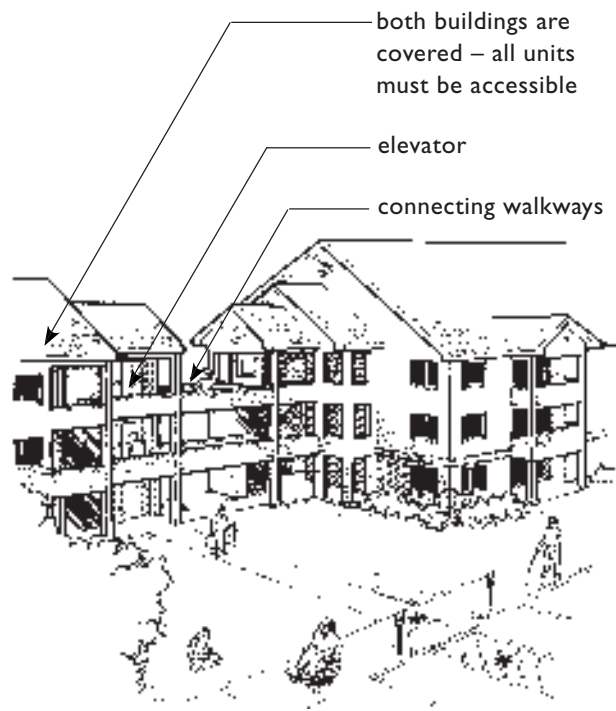 both buildings are
covered – all units
must be accessible
elevator
connecting walkways